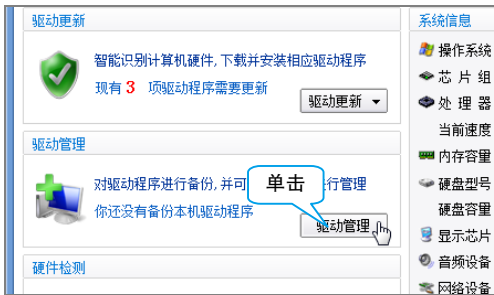 驱动更新
智能识别计算机硬件, 下载并安装相应驱动程序
现有 3 项驱动程序需要更新
驱动更新
驱动管理
对驱动程序进行备份, 并可
行管理
单击
你还没有备份本机驱动程序
驱动管理
硬件检测
系统信息
操作系统
芯 片 组
处 理 器
当前速度
内存容量
硬盘型号
硬盘容量
显示芯片
音频设备
网络设备